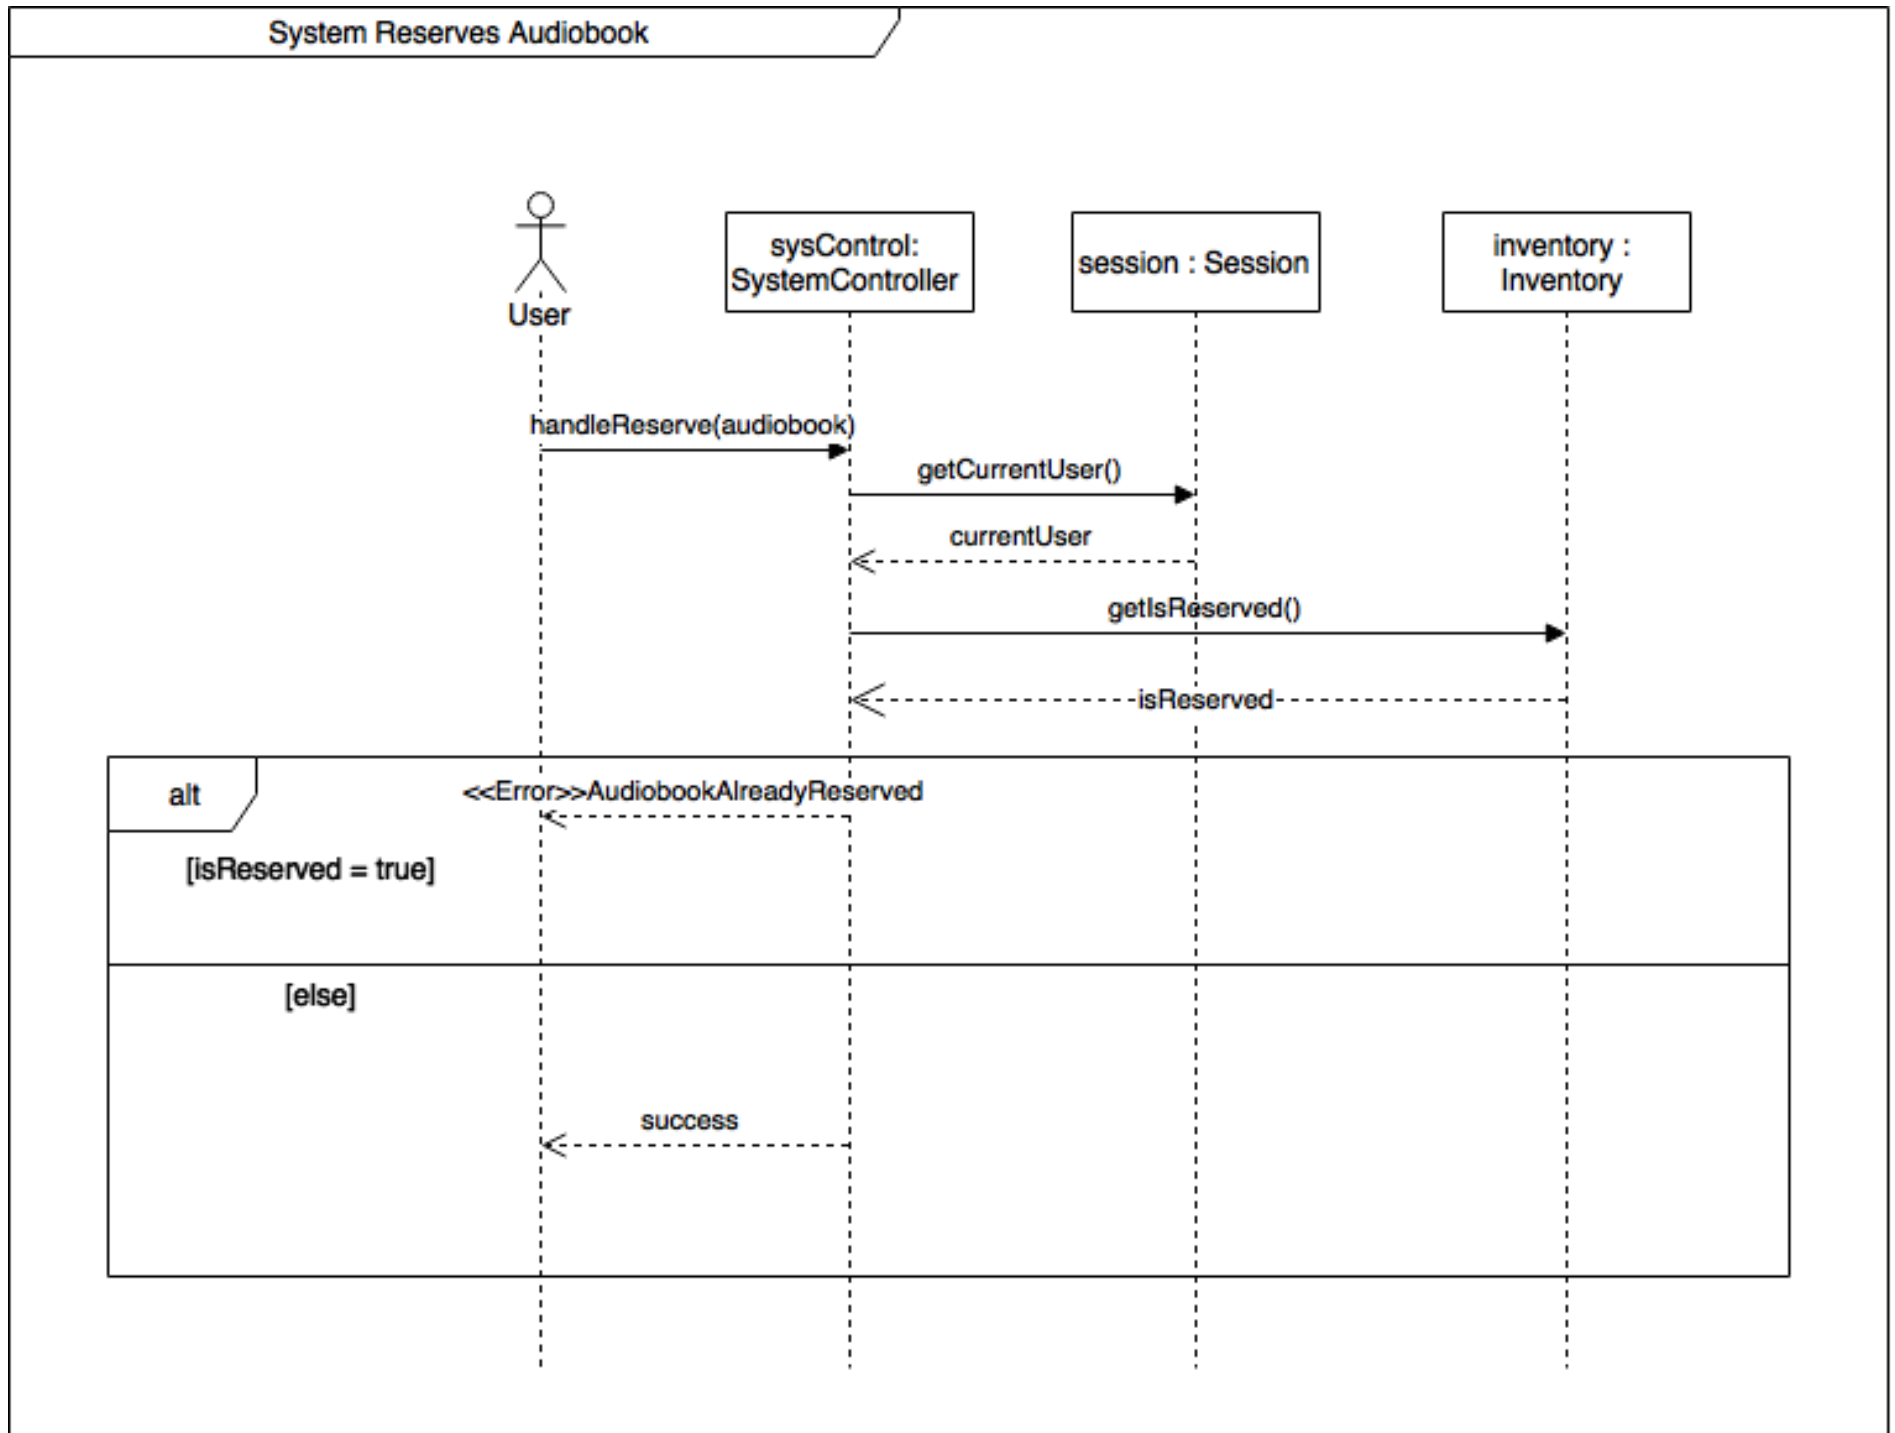 System Reserves Audiobook
User
sysControl:
SystemController
session : Session
inventory :
Inventory
handleReserve(audiobook)
getCurrentUser()
currentUser
getIsReserved()
isReserved
alt
<<Error>>AudiobookAlreadyReserved
[isReserved = true]
[else]
success